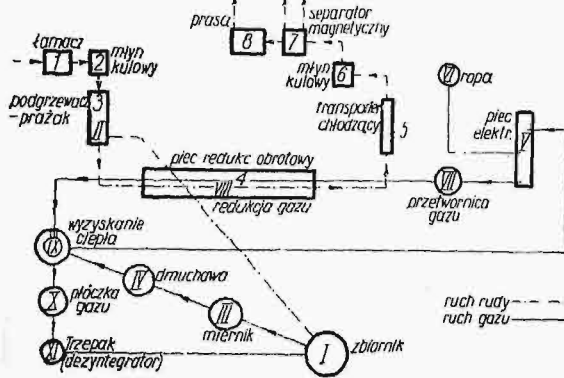 prasa
8
7
separator
magnetyczny
łamacz
1
2
młyn
kulowy
młyn
kulowy
6
VI
ropa
podgrzewacz
-prażak
3
II
transporter
chłodzący
5
piec
elektr.
V
piec redukc obrotowy
4
VIII
redukcja gazu
VII
przetwornica
gazu
wyzyskanie
ciepła
IX
IV
dmuchawa
X
płóczka
gazu
III
miernik
ruch rudy
ruch gazu
XI
Trzepak
(dezyntegrator)
I
zbiornik